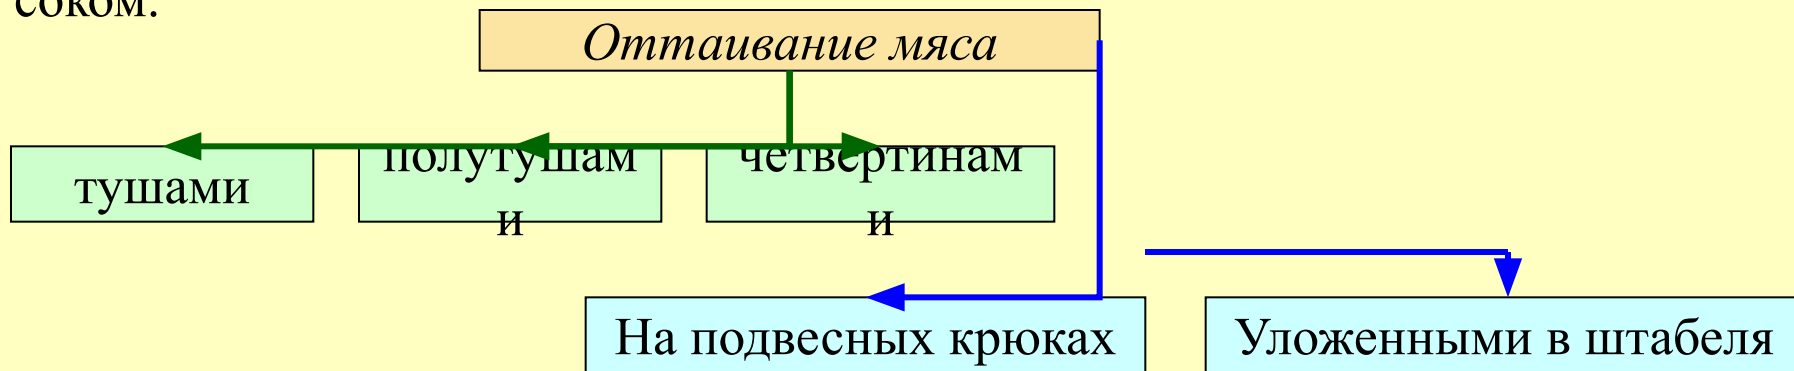 соком.
Оттаивание мяса
тушами
полутушам
и
четвертинам
и
На подвесных крюках
Уложенными в штабеля